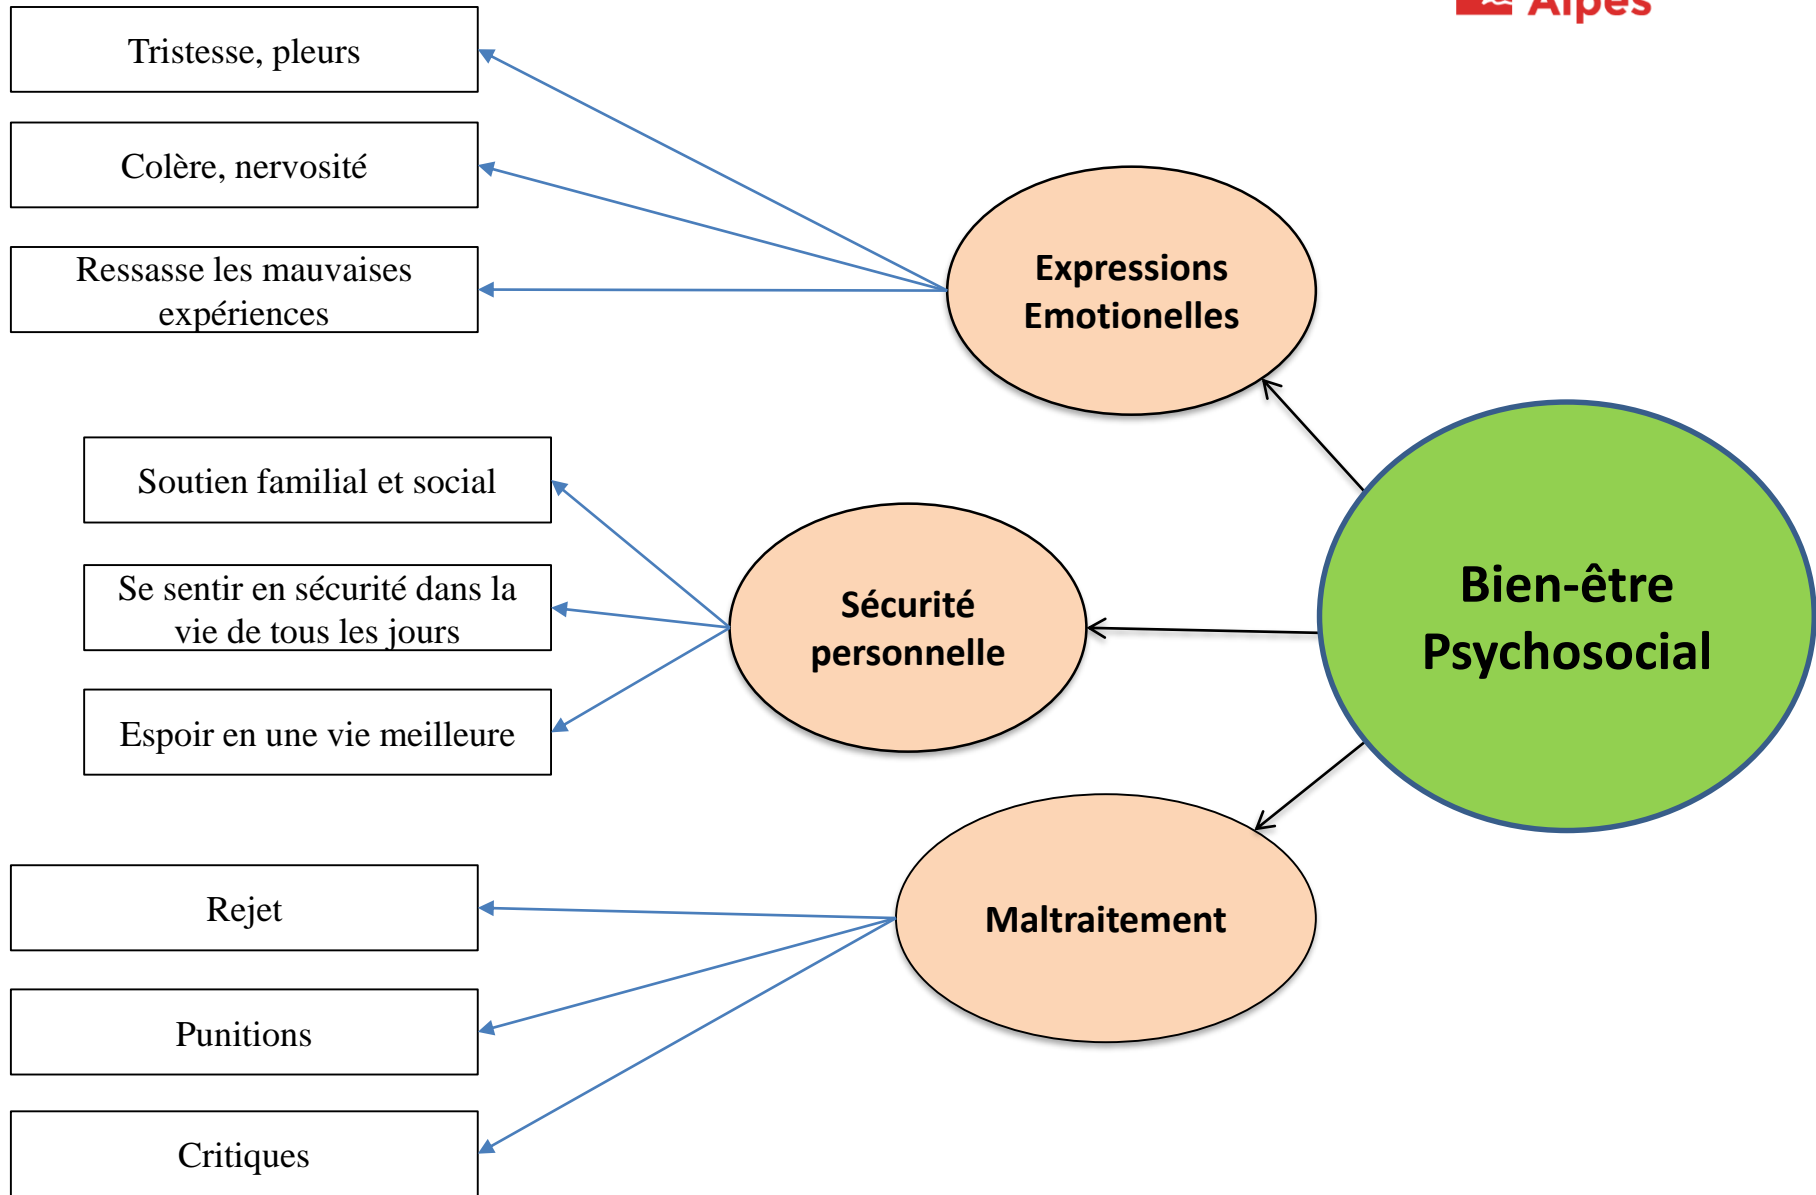 Alpes
Tristesse, pleurs
Colère, nervosité
Ressasse les mauvaises
expériences
Expressions
Emotionelles
Soutien familial et social
Se sentir en sécurité dans la
vie de tous les jours
Espoir en une vie meilleure
Sécurité
personnelle
Bien-être
Psychosocial
Rejet
Punitions
Critiques
Maltraitement